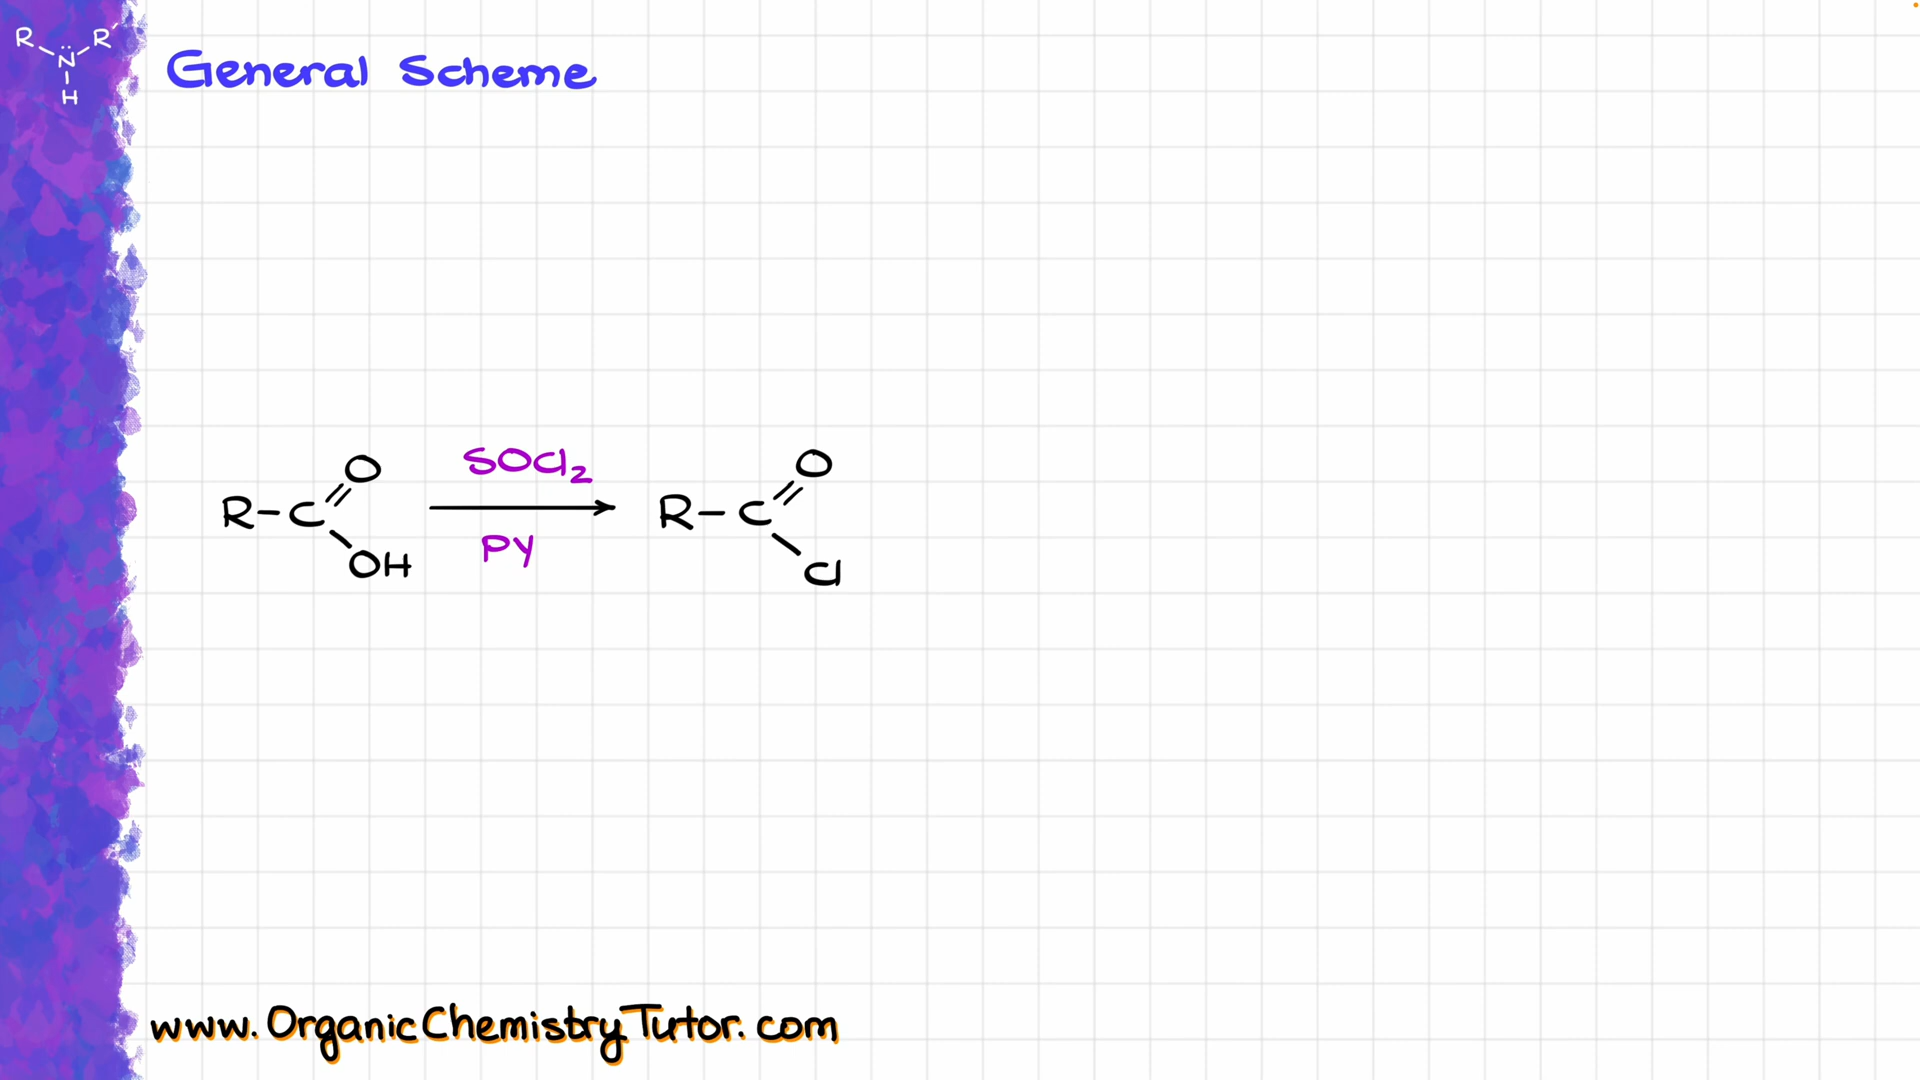 R N̈ R'
H
General Scheme
R-C O OH
SOCl₂
PY
R-C O Cl
www.OrganicChemistryTutor.com